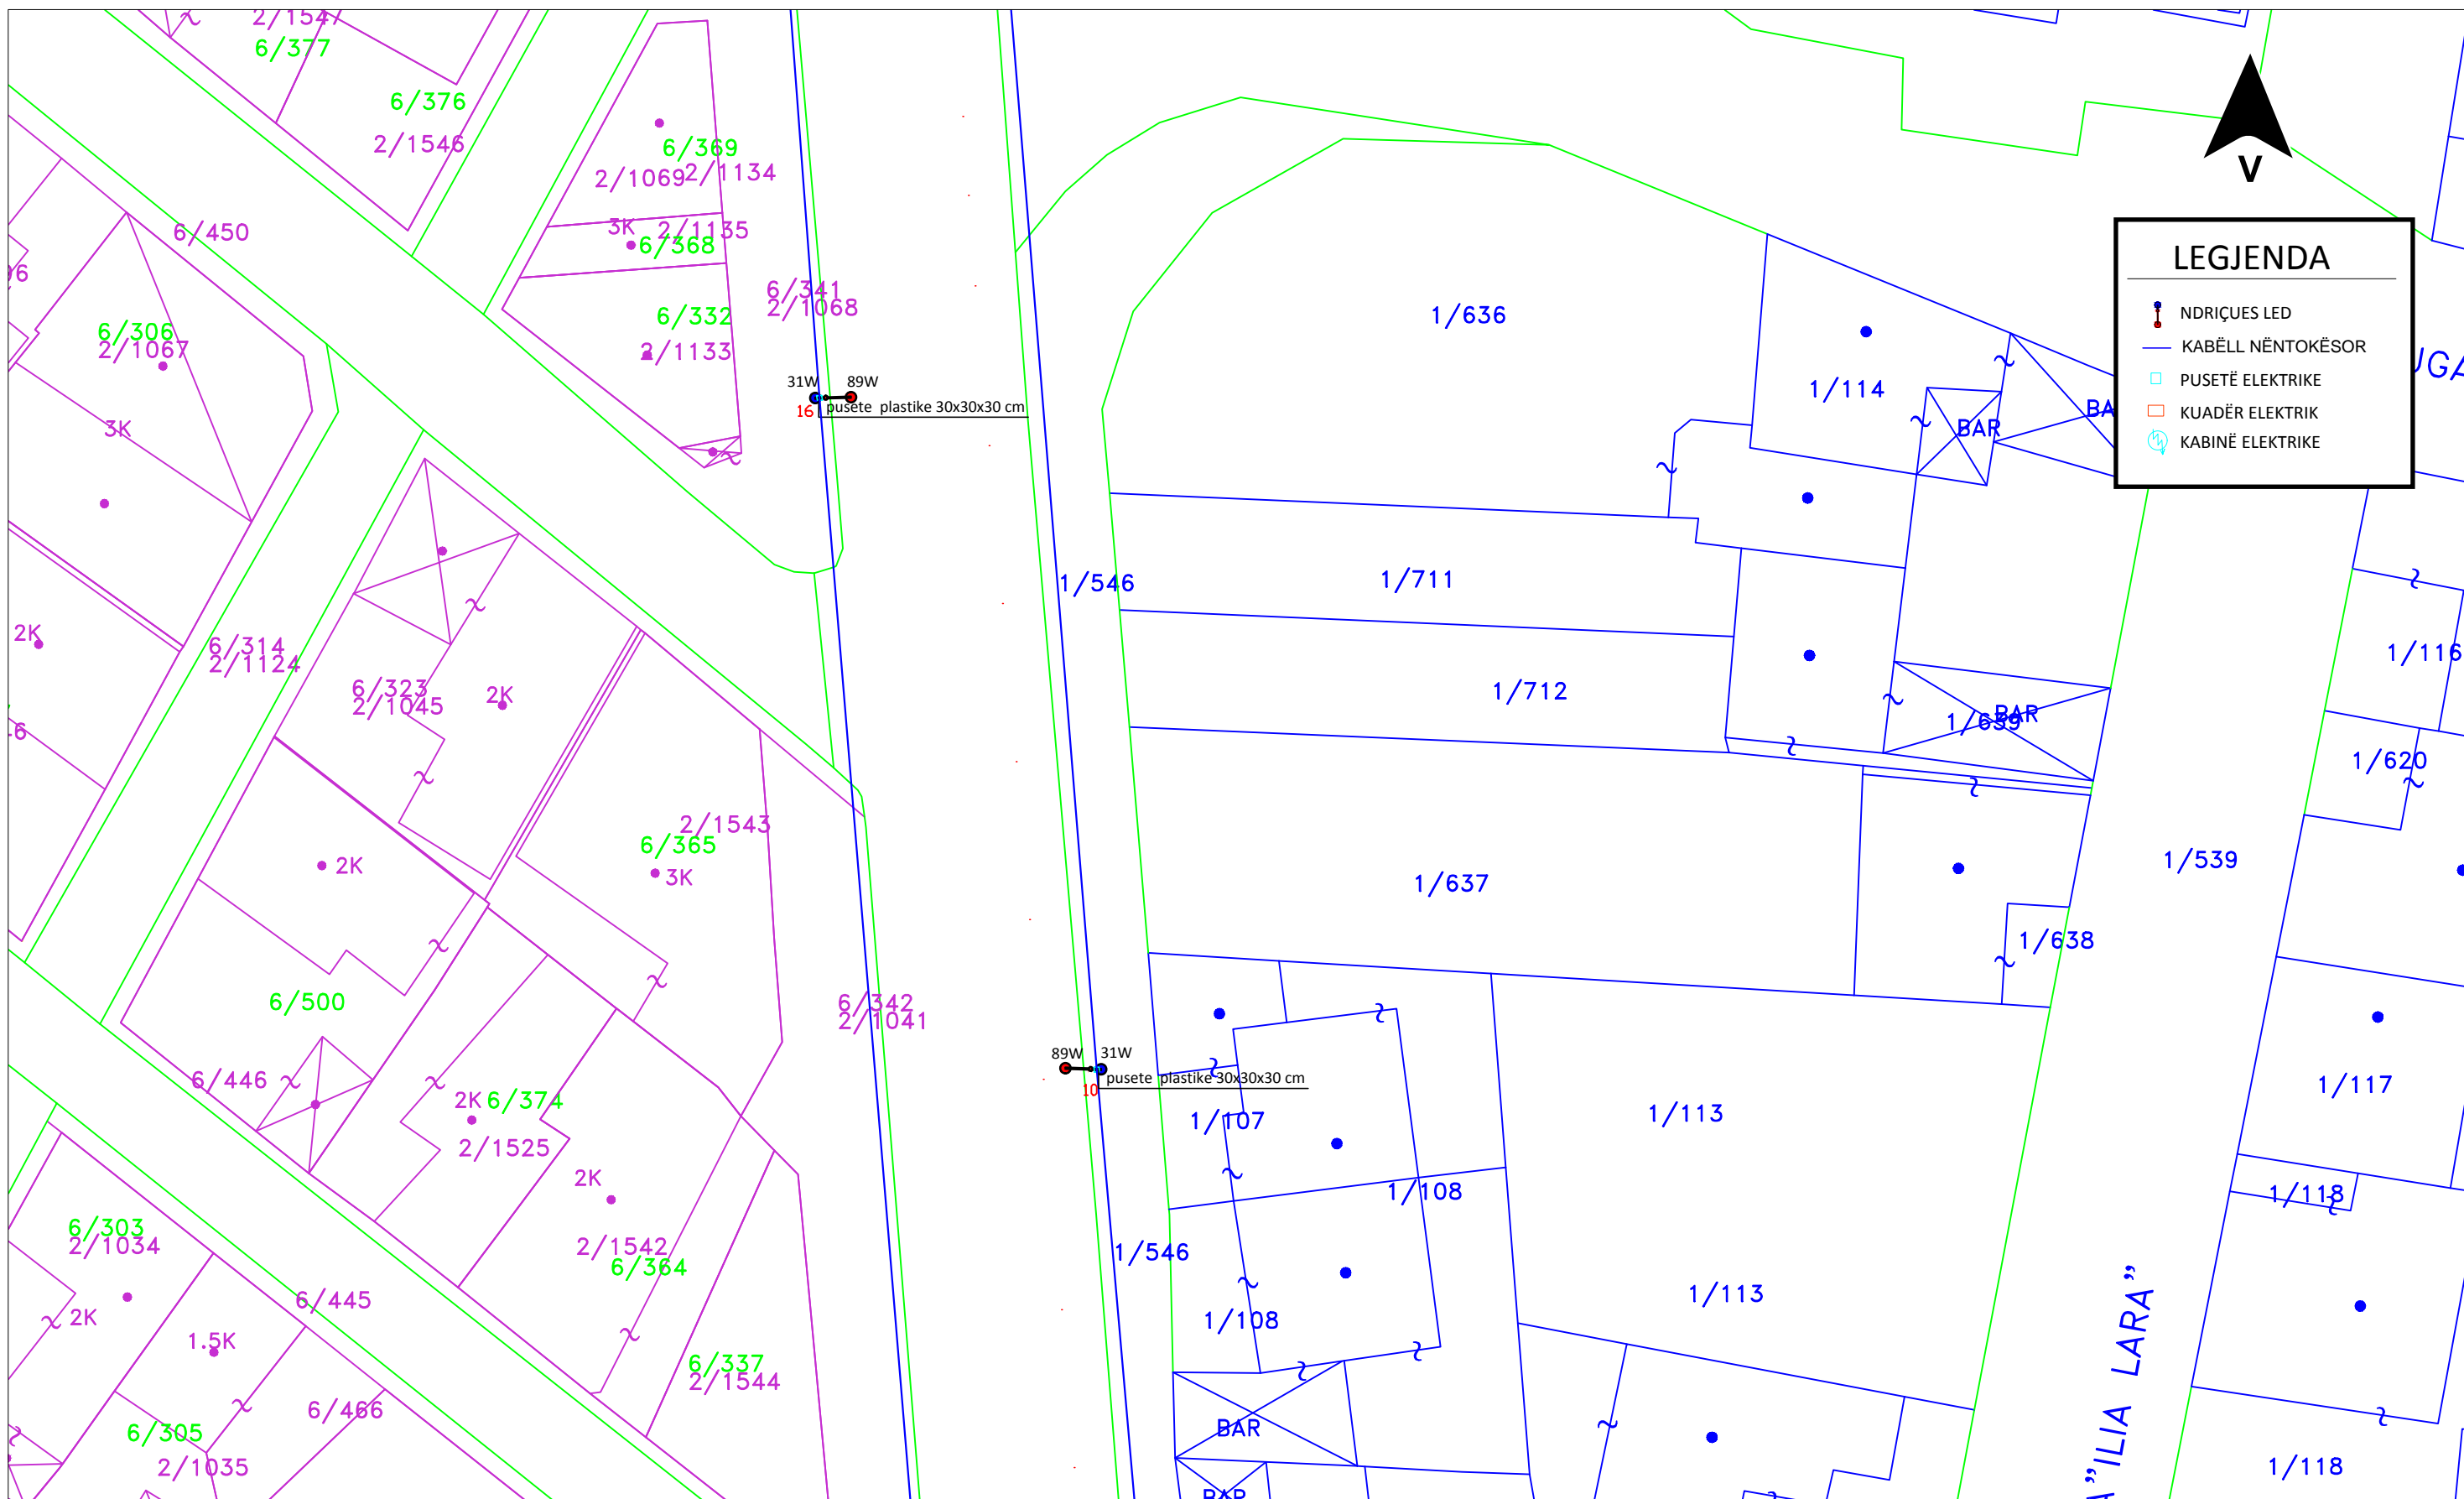 2/1547
6/377
6/376
2/1546
6/369
2/1069
2/1134
3K
2/1135
6/368
6/450
6/341
2/1068
6/332
2/1133
6/306
2/1067
3K
31W
89W
16
pusete plastike 30x30x30 cm
1/636
1/114
BAR
V
LEGJENDA
NDRIÇUES LED
KABËLL NËNTOKËSOR
PUSETË ELEKTRIKE
KUADËR ELEKTRIK
KABINË ELEKTRIKE
1/546
1/711
2K
6/314
2/1124
6/323
2/1045
2K
1/712
1/639
BAR
1/116
1/620
2/1543
6/365
3K
2K
1/637
1/539
1/638
6/500
6/342
2/1041
89W
31W
10
pusete plastike 30x30x30 cm
6/446
2K
6/374
2/1525
1/107
1/113
1/117
2K
1/108
1/118
6/303
2/1034
2/1542
6/364
1/546
6/445
2K
1.5K
1/108
1/113
6/337
2/1544
6/466
6/305
2/1035
BAR
BAR
1/118
"ILIA LARA"